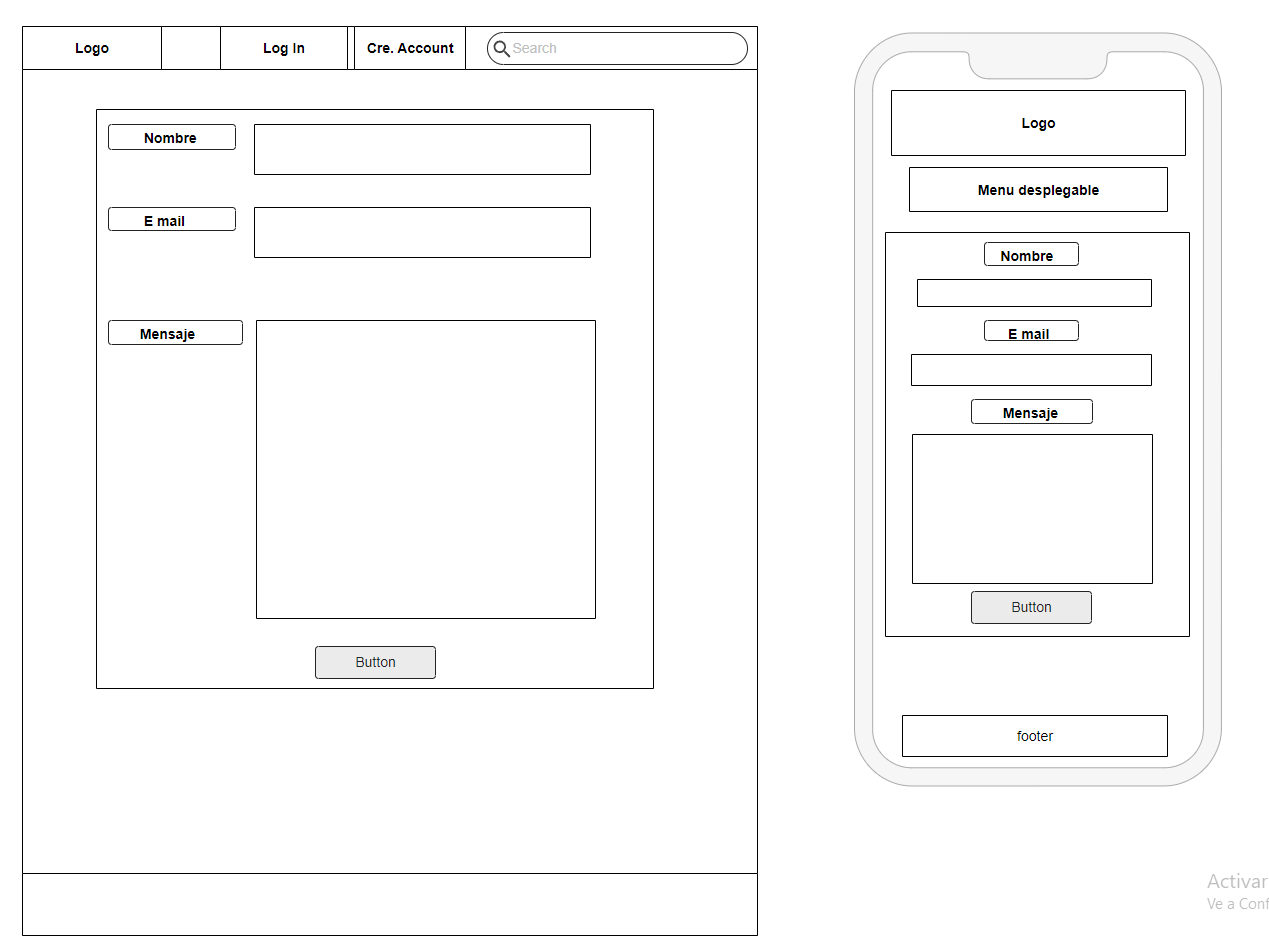 Logo
Log In
Cre. Account
Search
Nombre
E mail
Mensaje
Button
Logo
Menu desplegable
Nombre
E mail
Mensaje
Button
footer
Activar
Ve a Conf